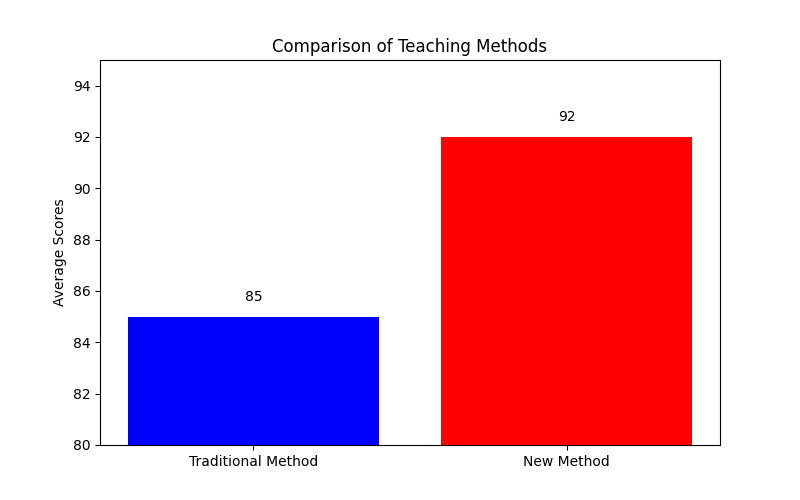 Comparison of Teaching Methods
94
92
92
90
88
Average Scores
86
85
84
82
80
Traditional Method
New Method